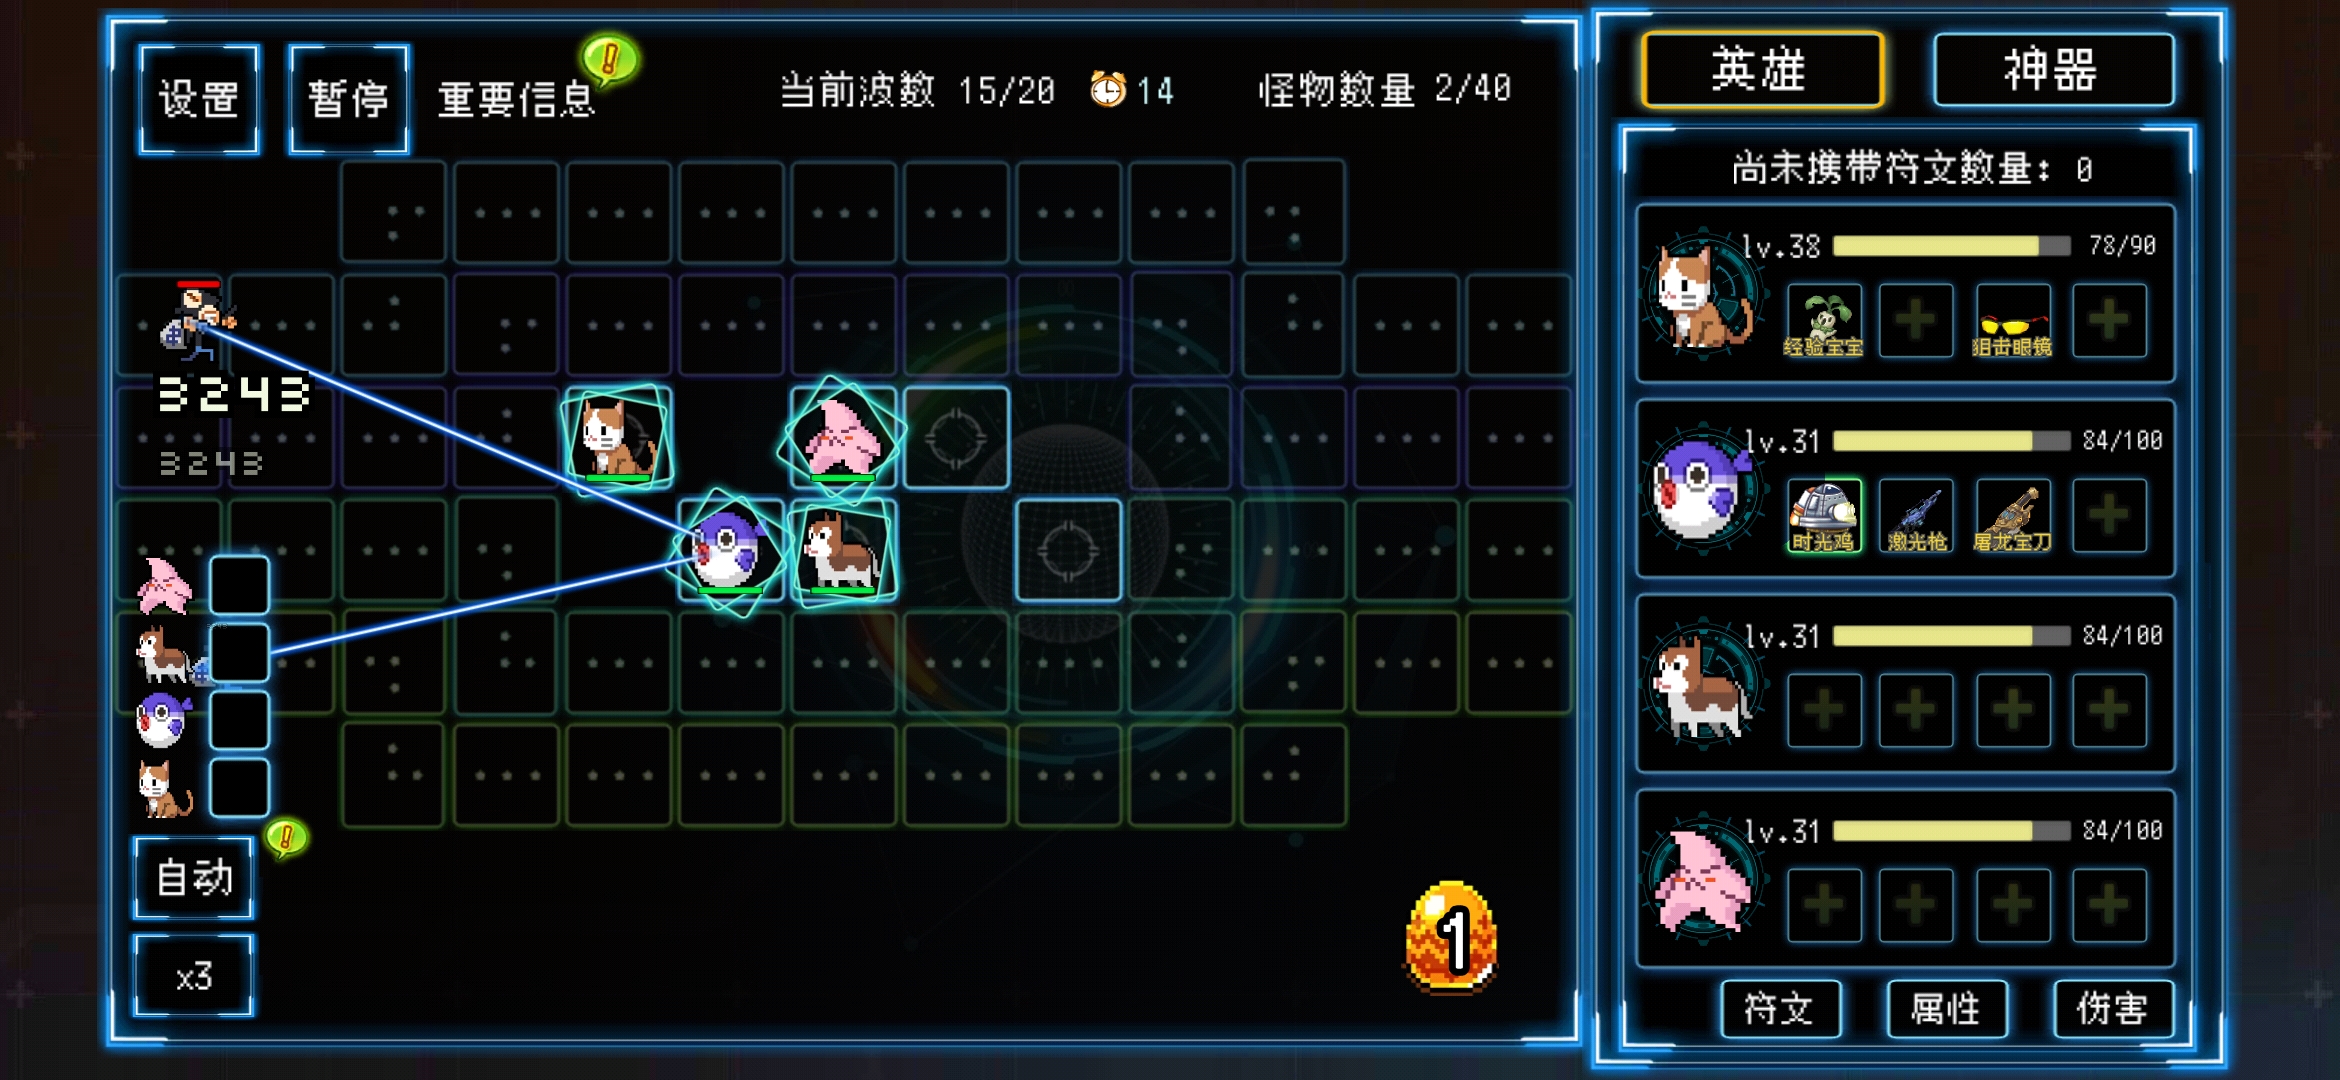 设置
暂停
重要信息
当前波数 15/20
14
怪物数量 2/40
3243
3243
自动
x3
1
英雄
神器
尚未携带符文数量: 0
lv.38
78/90
经验宝宝
狙击眼镜
lv.31
84/100
时光鸡
激光枪
屠龙宝刀
lv.31
84/100
lv.31
84/100
符文
属性
伤害